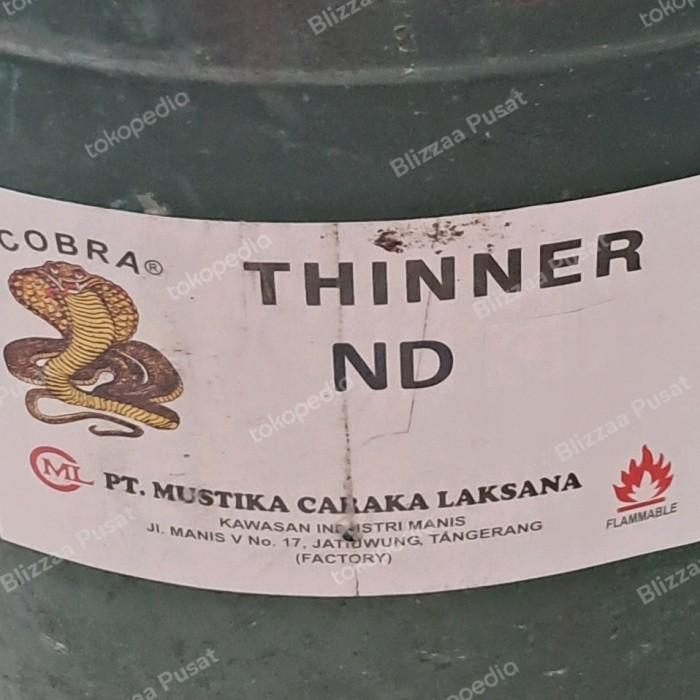 COBRA®
THINNER
ND
CML PT. MUSTIKA CARAKA LAKSANA
KAWASAN INDUSTRI MANIS
Jl. MANIS V No. 17, JATIUWUNG, TANGERANG
(FACTORY)
FLAMMABLE
tokopedia
Blizzaa Pusat